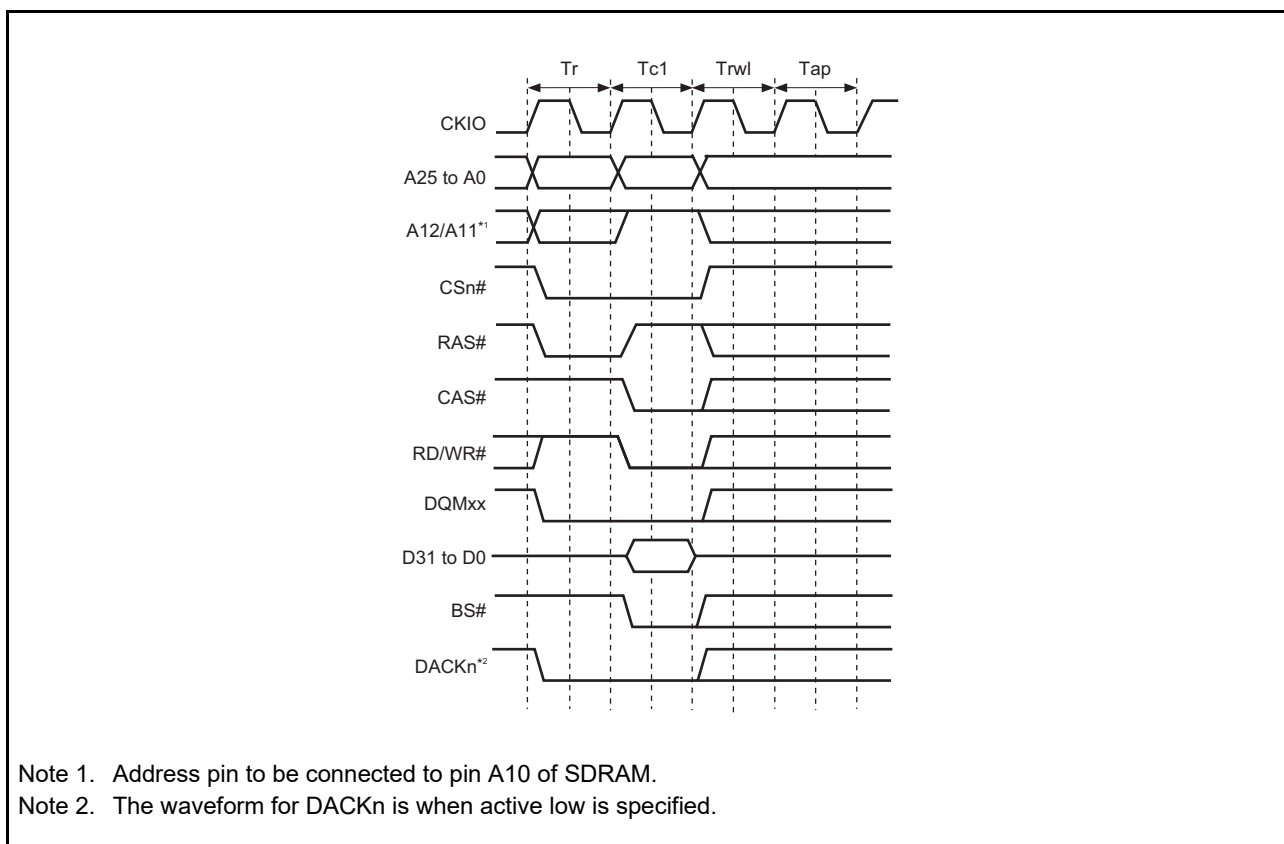 Tr Tc1 Trwl Tap
CKIO
A25 to A0
A12/A11*1
CSn#
RAS#
CAS#
RD/WR#
DQMxx
D31 to D0
BS#
DACKn*2
Note 1. Address pin to be connected to pin A10 of SDRAM.
Note 2. The waveform for DACKn is when active low is specified.